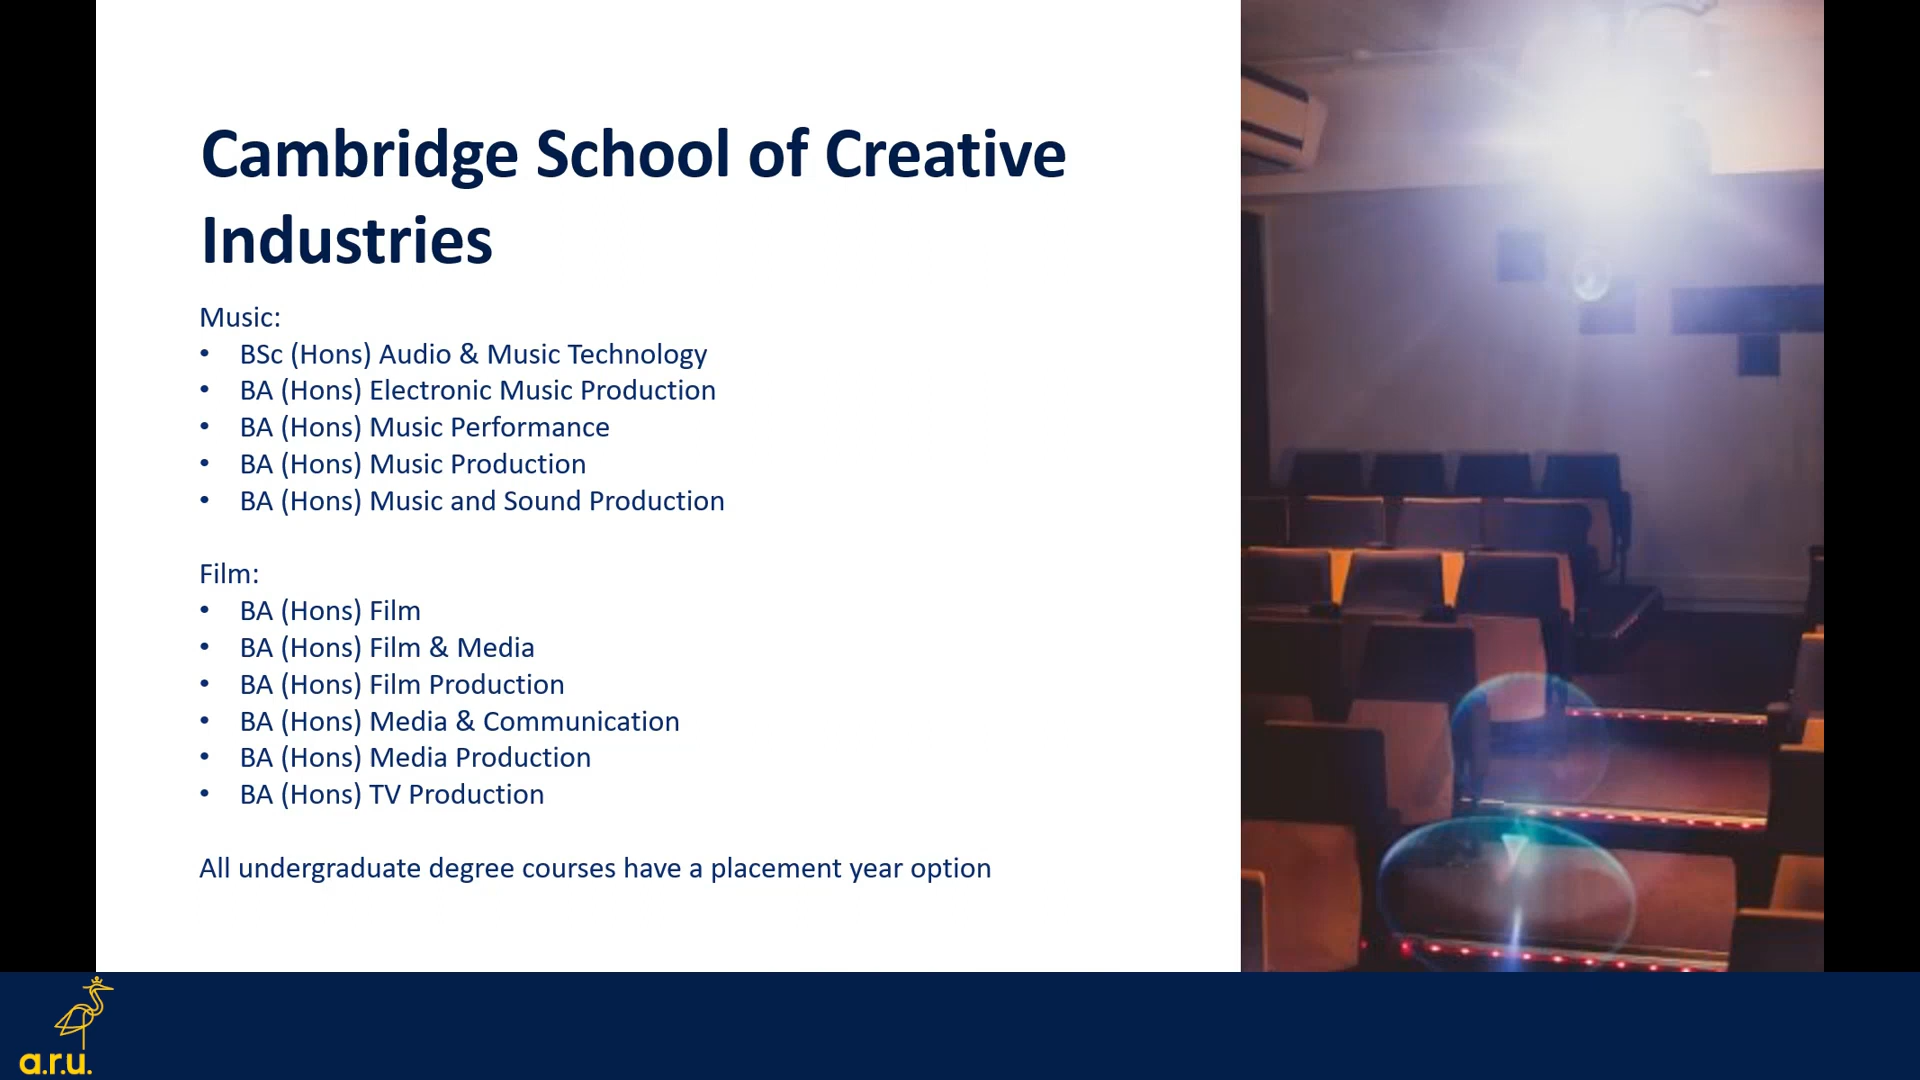 Cambridge School of Creative
Industries
Music:
• BSc (Hons) Audio & Music Technology
• BA (Hons) Electronic Music Production
• BA (Hons) Music Performance
• BA (Hons) Music Production
• BA (Hons) Music and Sound Production
Film:
• BA (Hons) Film
• BA (Hons) Film & Media
• BA (Hons) Film Production
• BA (Hons) Media & Communication
• BA (Hons) Media Production
• BA (Hons) TV Production
All undergraduate degree courses have a placement year option
a.r.u.